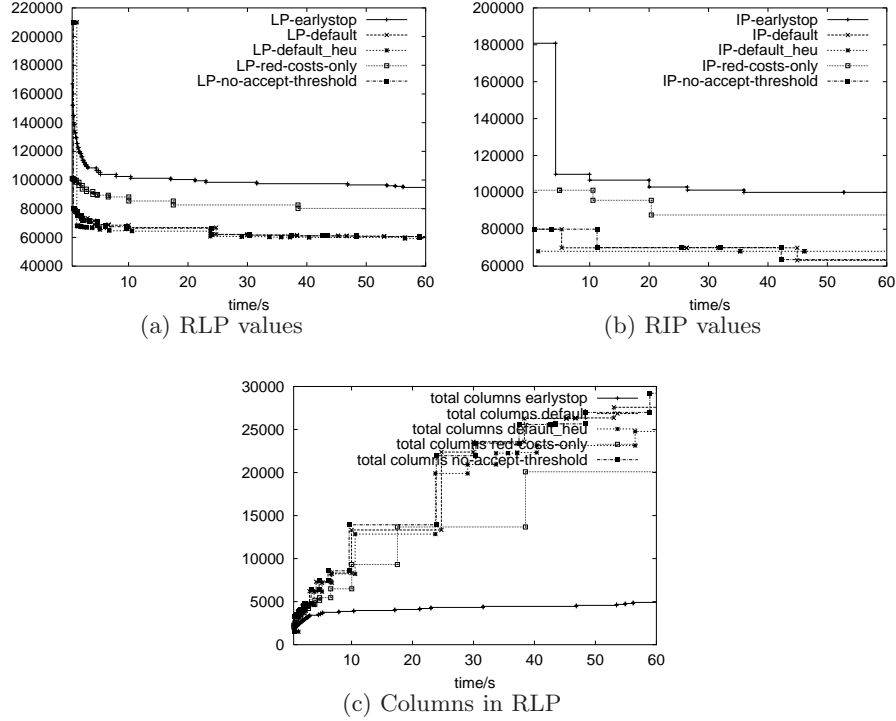 220000
200000
180000
160000
140000
120000
100000
80000
60000
40000
10 20 30 40 50 60
time/s
LP-earlystop
LP-default
LP-default_heu
LP-red-costs-only
LP-no-accept-threshold
(a) RLP values
200000
180000
160000
140000
120000
100000
80000
60000
10 20 30 40 50 60
time/s
IP-earlystop
IP-default
IP-default_heu
IP-red-costs-only
IP-no-accept-threshold
(b) RIP values
30000
25000
20000
15000
10000
5000
0
10 20 30 40 50 60
time/s
total columns earlystop
total columns default
total columns default_heu
total columns red-costs-only
total columns no-accept-threshold
(c) Columns in RLP